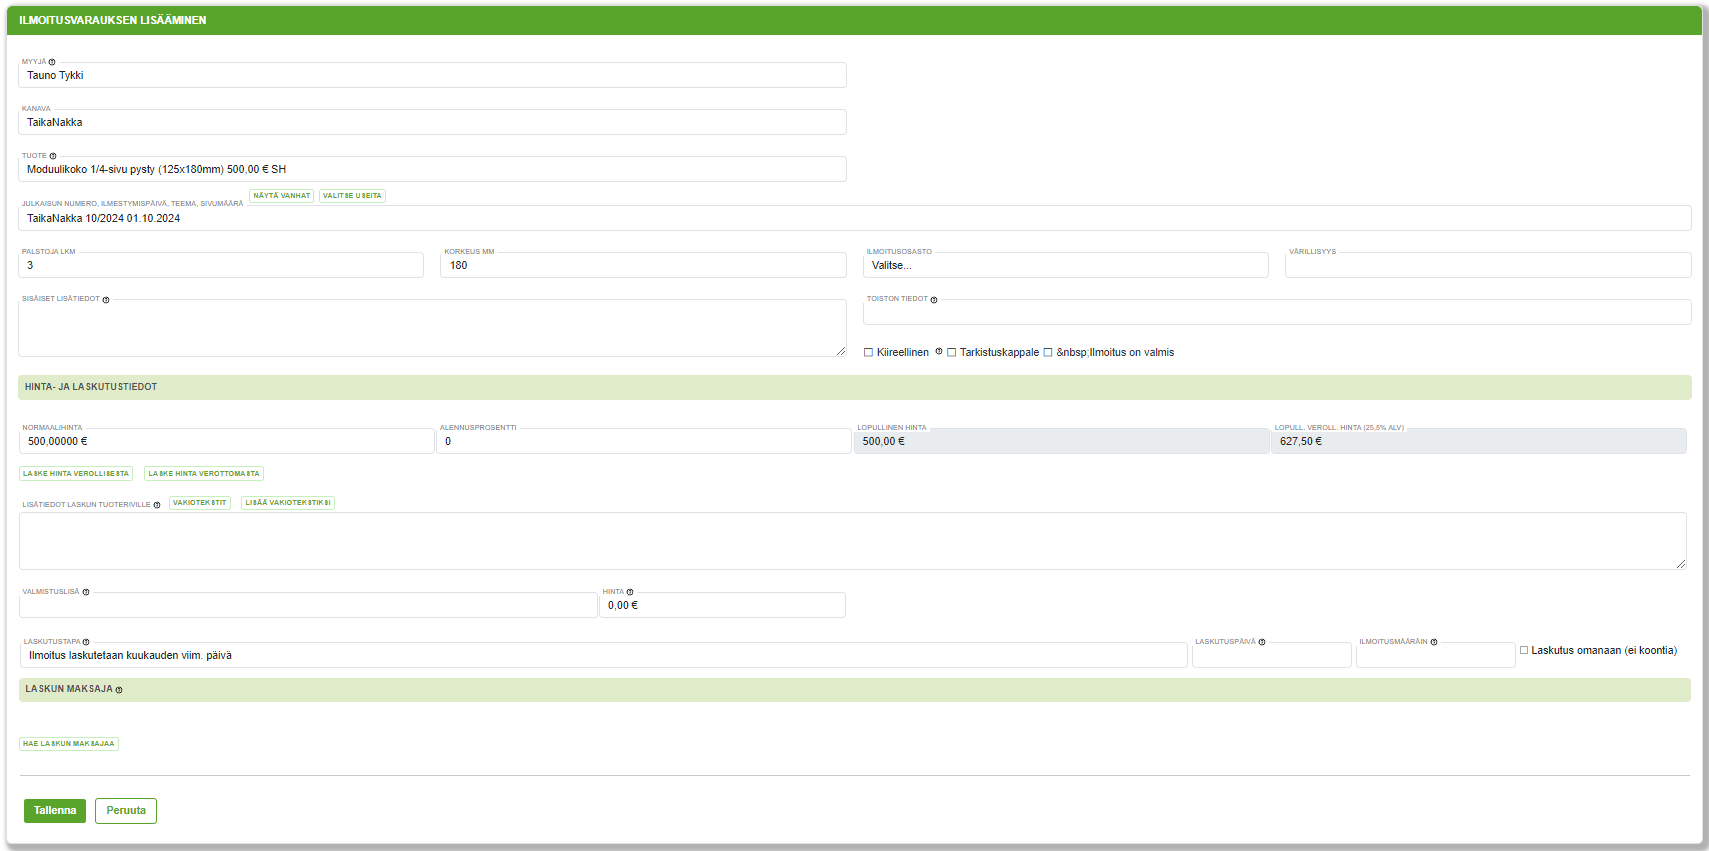 ILMOITUSVARAUKSEN LISÄÄMINEN
MYYJÄ
Tauno Tykki
KANAVA
TaikaNakka
TUOTE
Moduulikoko 1/4-sivu pysty (125x180mm) 500,00 € SH
JULKAISUN NUMERO, ILMESTYMISPÄIVÄ, TEEMA, SIVUMÄÄRÄ NÄYTÄ VANHAT VALITSE USEITA
TaikaNakka 10/2024 01.10.2024
PALSTOJA LKM KORKEUS MM ILMOITUSOSASTO VÄRILLISYYS
3 180 Valitse...
SISÄISET LISÄTIEDOT TOISTON TIEDOT
Kiireellinen Tarkistuskappale &nbsp;Ilmoitus on valmis
HINTA- JA LASKUTUSTIEDOT
NORMAALIHINTA ALENNUSPROSENTTI LOPULLINEN HINTA LOPULL. VEROLL. HINTA (25,5% ALV)
500,00000 € 0 500,00 € 627,50 €
LASKE HINTA VEROLLISESTA LASKE HINTA VEROTTOMASTA
LISÄTIEDOT LASKUN TUOTERIVILLE VAKIOTEKSTIT LISÄÄ VAKIOTEKSTIKSI
VALMISTUSLISÄ HINTA
0,00 €
LASKUTUSTAPA LASKUTUSPÄIVÄ ILMOITUSMÄÄRÄIN
Ilmoitus laskutetaan kuukauden viim. päivä Laskutus omanaan (ei koontia)
LASKUN MAKSAJA
HAE LASKUN MAKSAJAA
Tallenna Peruuta